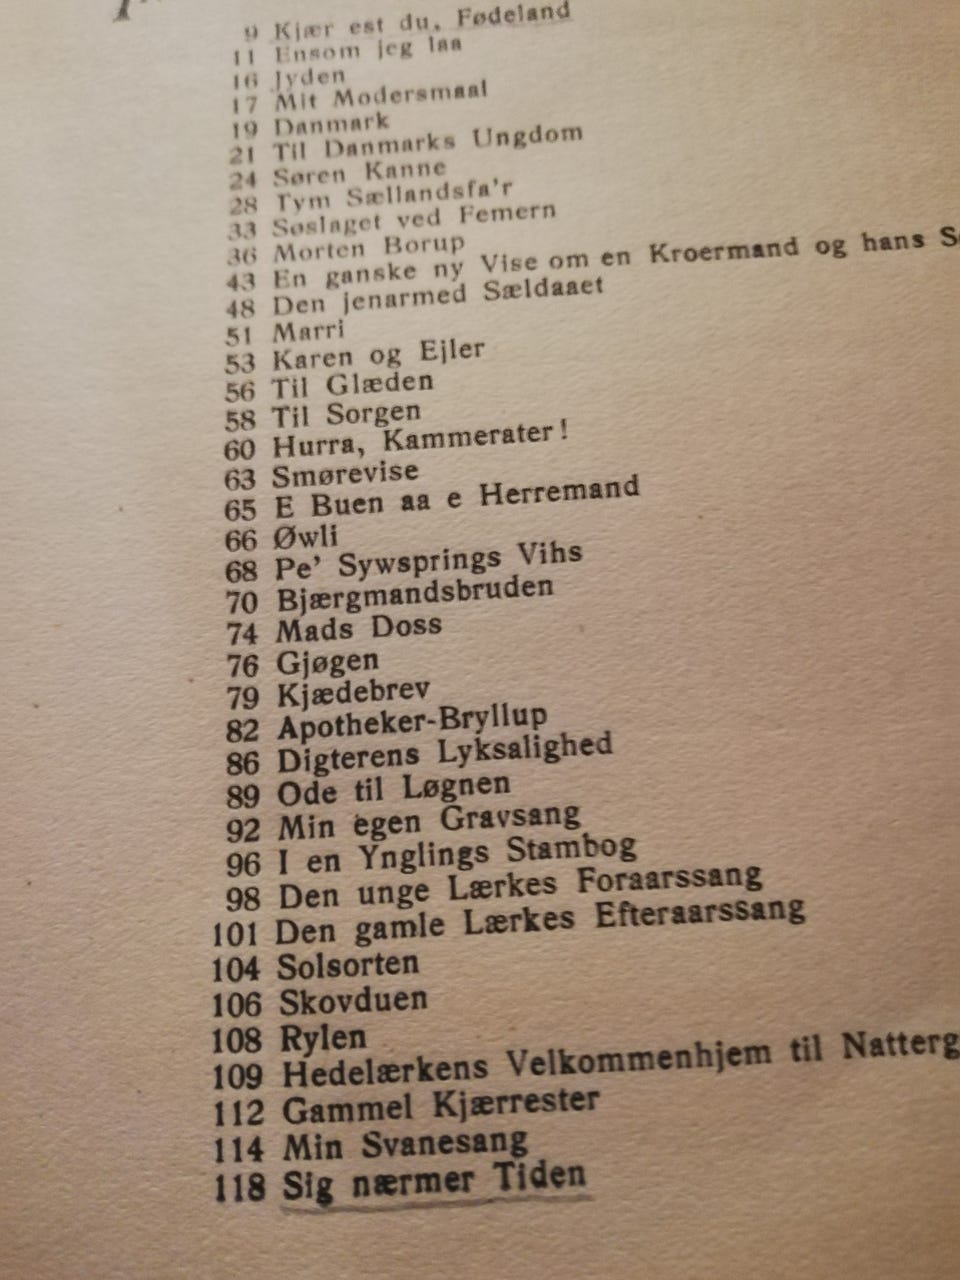 9 Kjær est du, Fødeland
11 Ensom jeg laa
16 Jyden
17 Mit Modersmaal
19 Danmark
21 Til Danmarks Ungdom
24 Søren Kanne
28 Tym Sællandsfa'r
33 Søslaget ved Femern
36 Morten Borup
43 En ganske ny Vise om en Kroermand og hans
48 Den jenarmed Sældaaet
51 Marri
53 Karen og Ejler
56 Til Glæden
58 Til Sorgen
60 Hurra, Kammerater!
63 Smørevise
65 E Buen aa e Herremand
66 Øwli
68 Pe' Sywsprings Vihs
70 Bjærgmandsbruden
74 Mads Doss
76 Gjøgen
79 Kjædebrev
82 Apotheker-Bryllup
86 Digterens Lyksalighed
89 Ode til Løgnen
92 Min egen Gravsang
96 I en Ynglings Stambog
98 Den unge Lærkes Foraarssang
101 Den gamle Lærkes Efteraarssang
104 Solsorten
106 Skovduen
108 Rylen
109 Hedelærkens Velkommenhjem til Natterg
112 Gammel Kjærrester
114 Min Svanesang
118 Sig nærmer Tiden